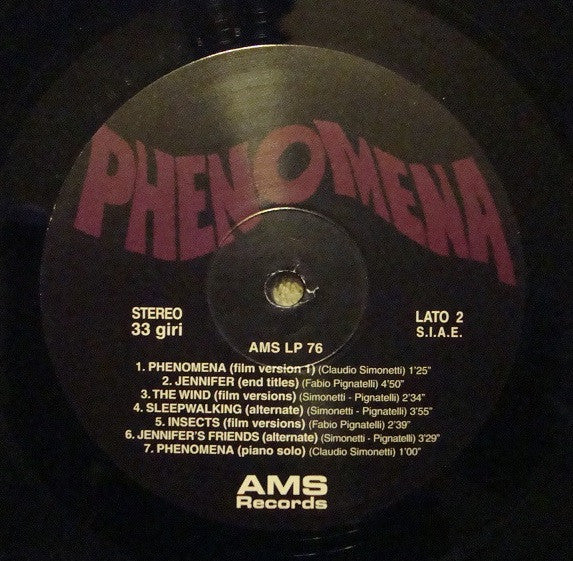 PHENOMENA
STEREO
33 giri
LATO 2
S.I.A.E.
AMS LP 76
1. PHENOMENA (film version 1) (Claudio Simonetti) 1'25"
2. JENNIFER (end titles) (Fabio Pignatelli) 4'50"
3. THE WIND (film versions) (Simonetti - Pignatelli) 2'34"
4. SLEEPWALKING (alternate) (Simonetti - Pignatelli) 3'55"
5. INSECTS (film versions) (Fabio Pignatelli) 2'39"
6. JENNIFER'S FRIENDS (alternate) (Simonetti - Pignatelli) 3'29"
7. PHENOMENA (piano solo) (Claudio Simonetti) 1'00"
AMS
Records